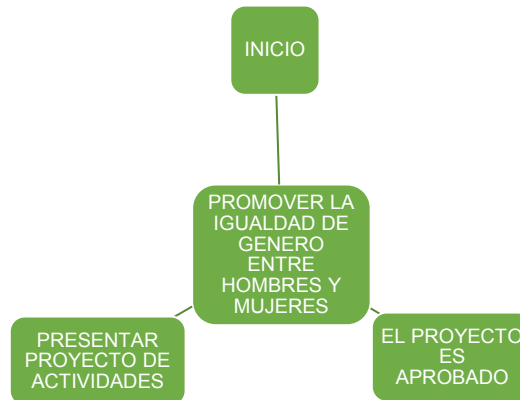 INICIO
PROMOVER LA
IGUALDAD DE
GENERO
ENTRE
HOMBRES Y
MUJERES
PRESENTAR
PROYECTO DE
ACTIVIDADES
EL PROYECTO
ES
APROBADO